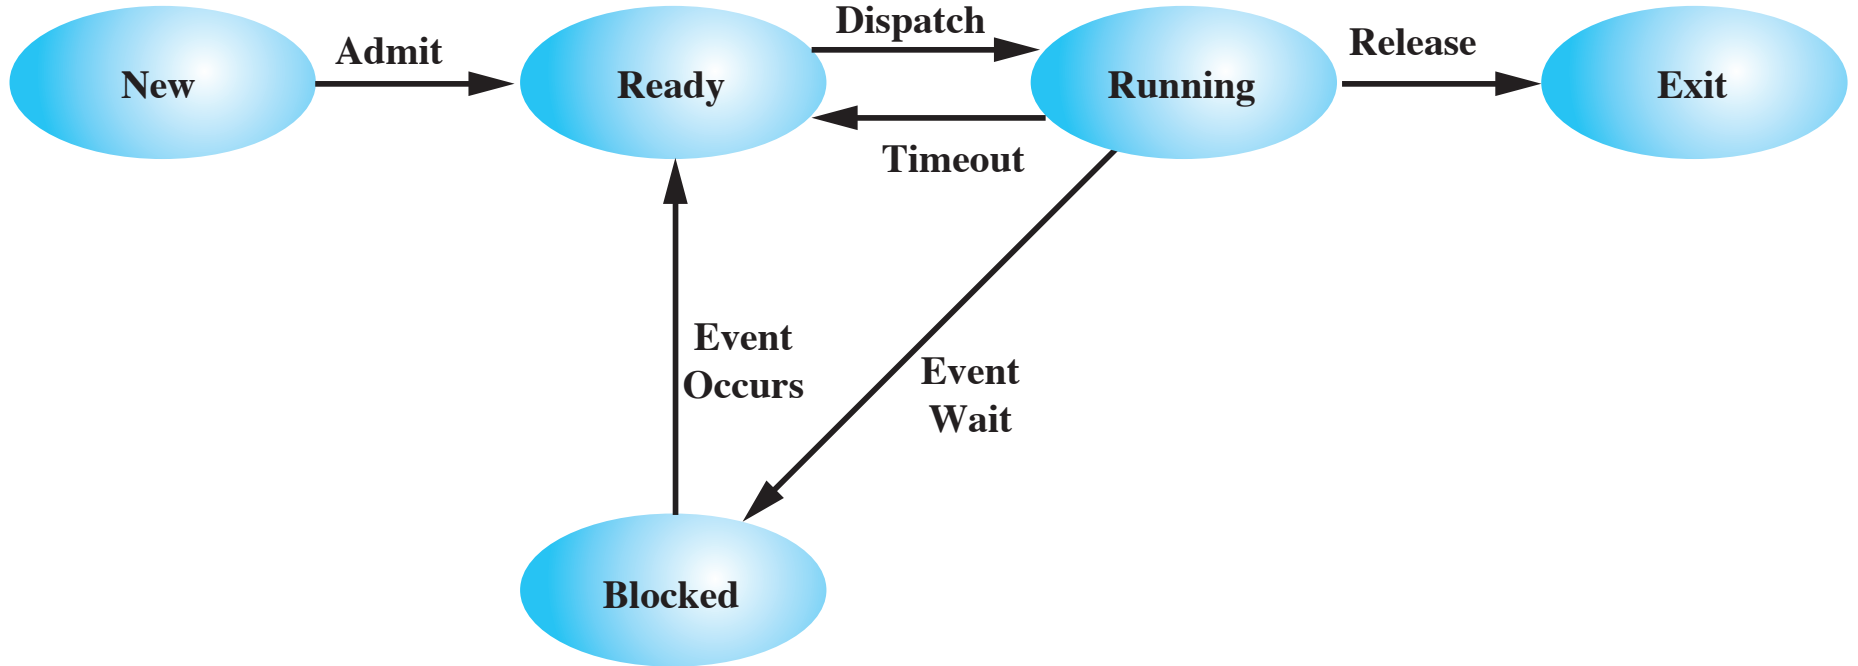 Dispatch
Admit
Release
New
Ready
Running
Exit
Timeout
Event
Occurs
Event
Wait
Blocked